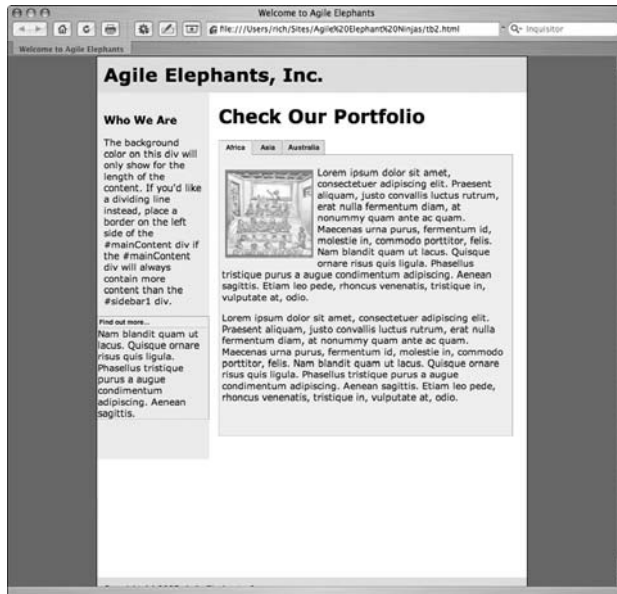 Welcome to Agile Elephants
file:///Users/rich/Sites/Agile%20Elephant%20Ninjas/tb2.html
Inquisitor
Welcome to Agile Elephants
Agile Elephants, Inc.
Who We Are
The background
color on this div will
only show for the
length of the
content. If you'd like
a dividing line
instead, place a
border on the left
side of the
#mainContent div if
the #mainContent
div will always
contain more
content than the
#sidebar1 div.
Find out more...
Nam blandit quam ut
lacus. Quisque ornare
risus quis ligula.
Phasellus tristique
purus a augue
condimentum
adipiscing. Aenean
sagittis.
Check Our Portfolio
Africa Asia Australia
Lorem ipsum dolor sit amet,
consectetuer adipiscing elit. Praesent
aliquam, justo convallis luctus rutrum,
erat nulla fermentum diam, at
nonummy quam ante ac quam.
Maecenas urna purus, fermentum id,
molestie in, commodo porttitor, felis.
Nam blandit quam ut lacus. Quisque
ornare risus quis ligula. Phasellus
tristique purus a augue condimentum adipiscing. Aenean
sagittis. Etiam leo pede, rhoncus venenatis, tristique in,
vulputate at, odio.
Lorem ipsum dolor sit amet, consectetuer adipiscing elit.
Praesent aliquam, justo convallis luctus rutrum, erat nulla
fermentum diam, at nonummy quam ante ac quam.
Maecenas urna purus, fermentum id, molestie in, commodo
porttitor, felis. Nam blandit quam ut lacus. Quisque ornare
risus quis ligula. Phasellus tristique purus a augue
condimentum adipiscing. Aenean sagittis. Etiam leo pede,
rhoncus venenatis, tristique in, vulputate at, odio.